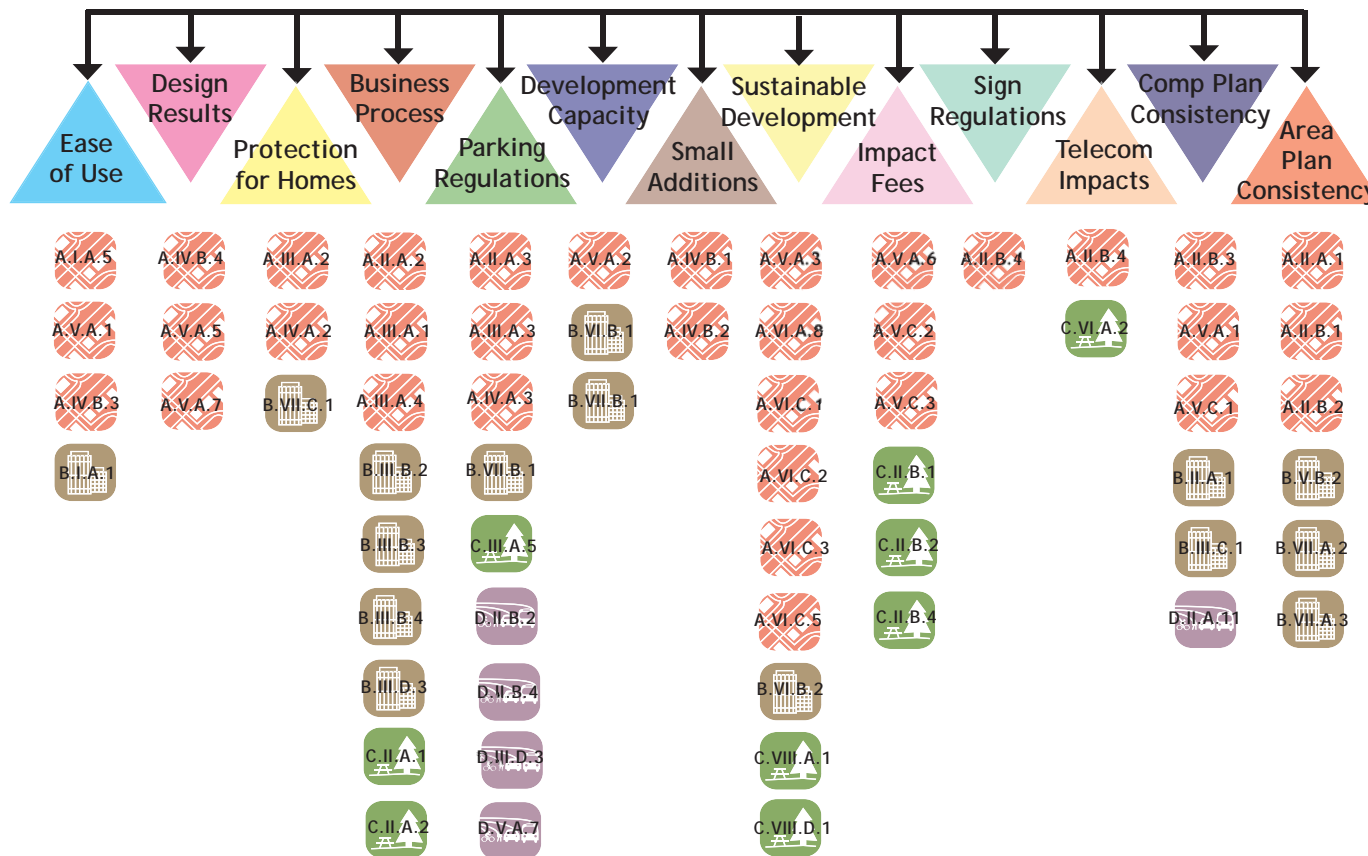 Ease
of Use
Design
Results
Protection
for Homes
Business
Process
Parking
Regulations
Development
Capacity
Small
Additions
Sustainable
Development
Impact
Fees
Sign
Regulations
Telecom
Impacts
Comp Plan
Consistency
Area
Plan
Consistency
A.I.A.5
A.V.A.1
A.IV.B.3
B.I.A.1
A.IV.B.4
A.V.A.5
A.V.A.7
A.III.A.2
A.IV.A.2
B.VII.C.1
A.II.A.2
A.III.A.1
A.III.A.4
B.III.B.2
B.III.B.3
B.III.B.4
B.III.D.3
C.II.A.1
C.II.A.2
A.II.A.3
A.III.A.3
A.IV.A.3
B.VII.B.1
C.III.A.5
D.II.B.2
D.II.B.4
D.III.D.3
D.V.A.7
A.V.A.2
B.VI.B.1
B.VII.B.1
A.IV.B.1
A.IV.B.2
A.V.A.3
A.VI.A.8
A.VI.C.1
A.VI.C.2
A.VI.C.3
A.VI.C.5
B.VI.B.2
C.VIII.A.1
C.VIII.D.1
A.V.A.6
A.V.C.2
A.V.C.3
C.II.B.1
C.II.B.2
C.II.B.4
A.II.B.4
A.II.B.4
C.VI.A.2
A.II.B.3
A.V.A.1
A.V.C.1
B.II.A.1
B.III.C.1
D.II.A.11
A.II.A.1
A.II.B.1
A.II.B.2
B.V.B.2
B.VII.A.2
B.VII.A.3